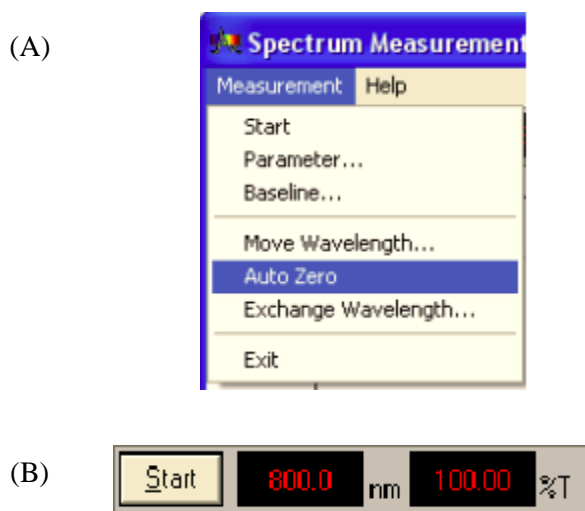 (A)
Spectrum Measurement
Measurement Help
Start
Parameter...
Baseline...
Move Wavelength...
Auto Zero
Exchange Wavelength...
Exit
(B)
Start 800.0 nm 100.00 %T